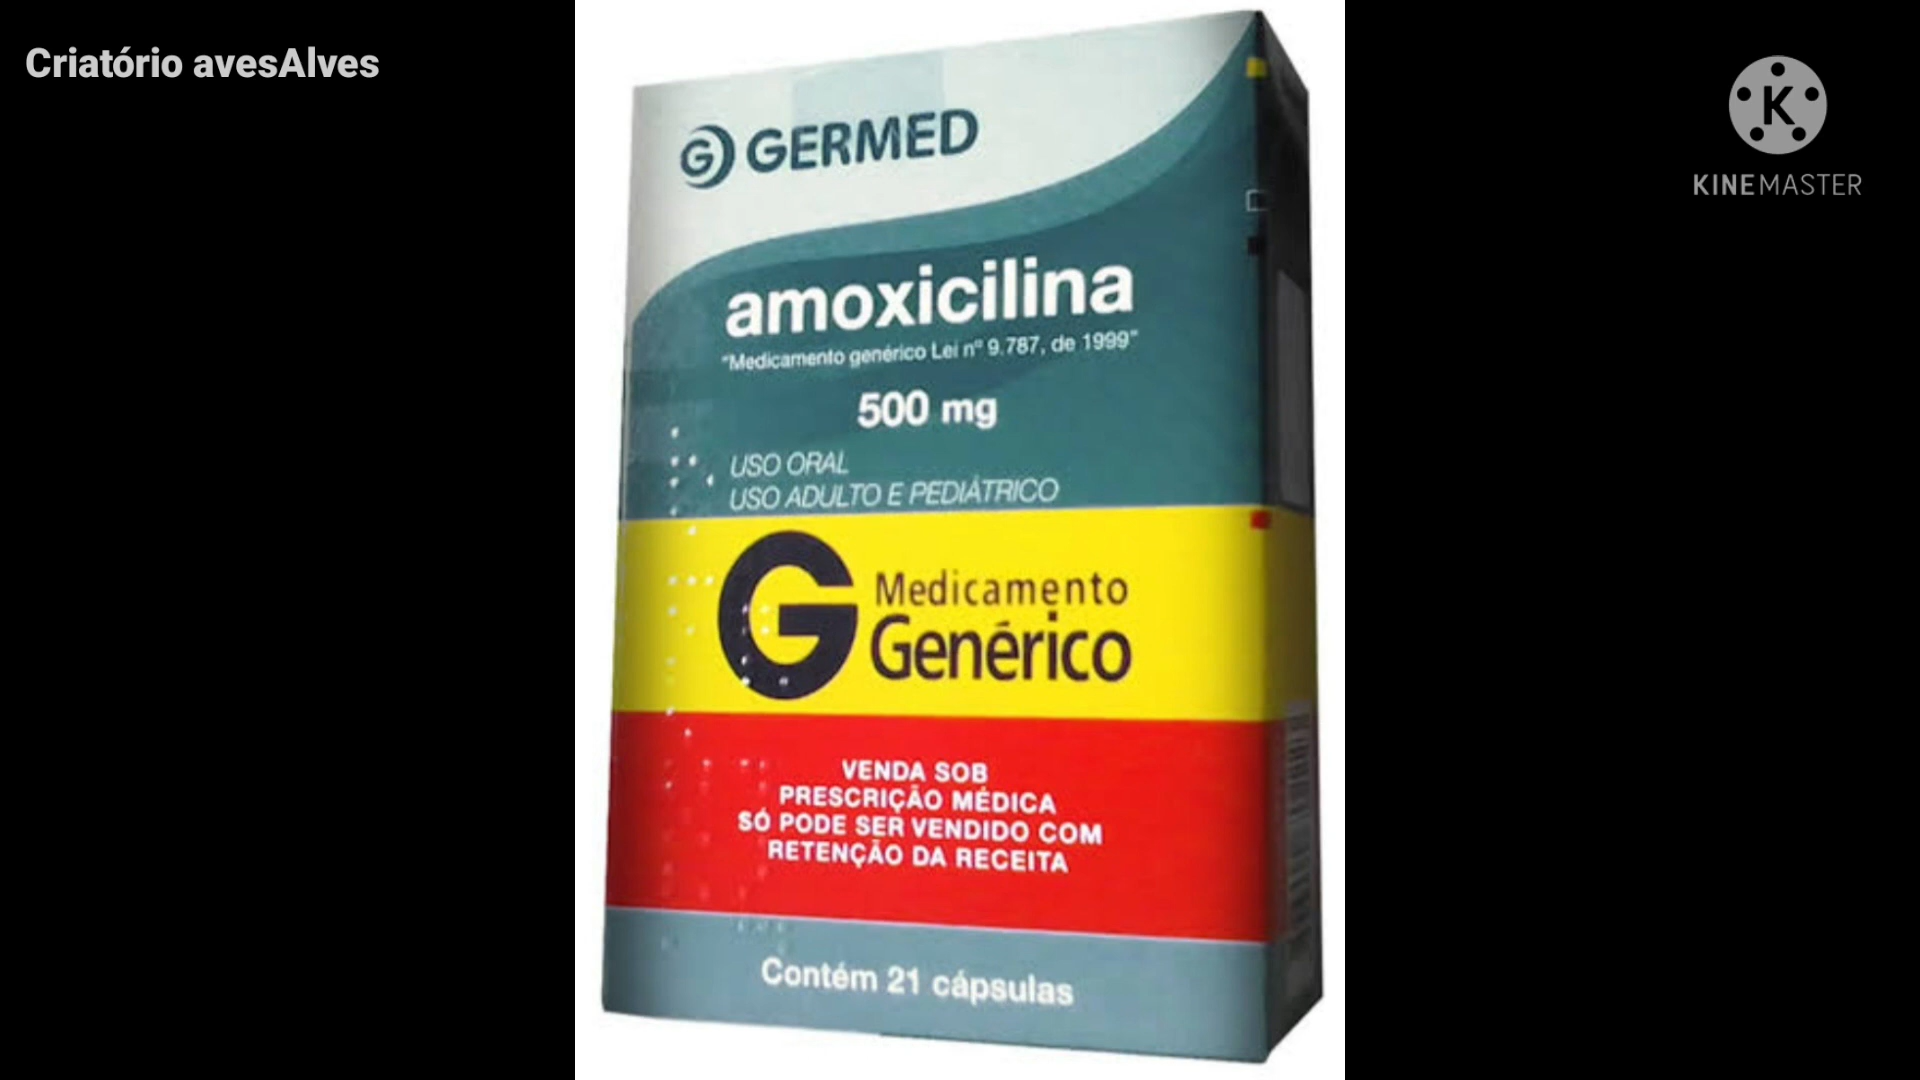 Criatório avesAlves
K
KINEMASTER
G GERMED
amoxicilina
"Medicamento genérico Lei nº 9.787, de 1999"
500 mg
USO ORAL
USO ADULTO E PEDIÁTRICO
G Medicamento
Genérico
VENDA SOB
PRESCRIÇÃO MÉDICA
SÓ PODE SER VENDIDO COM
RETENÇÃO DA RECEITA
Contém 21 cápsulas